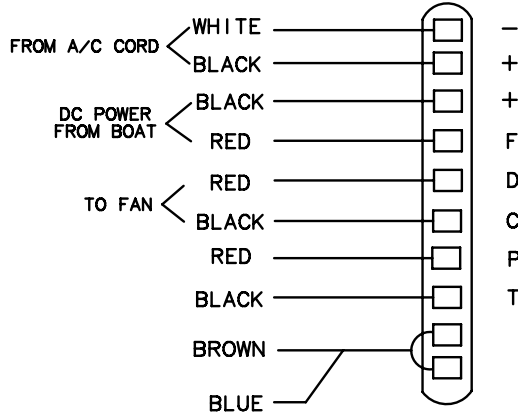 WHITE -
FROM A/C CORD
BLACK +
BLACK +
DC POWER
FROM BOAT
RED F
RED D
TO FAN
BLACK C
RED P
BLACK T
BROWN
BLUE